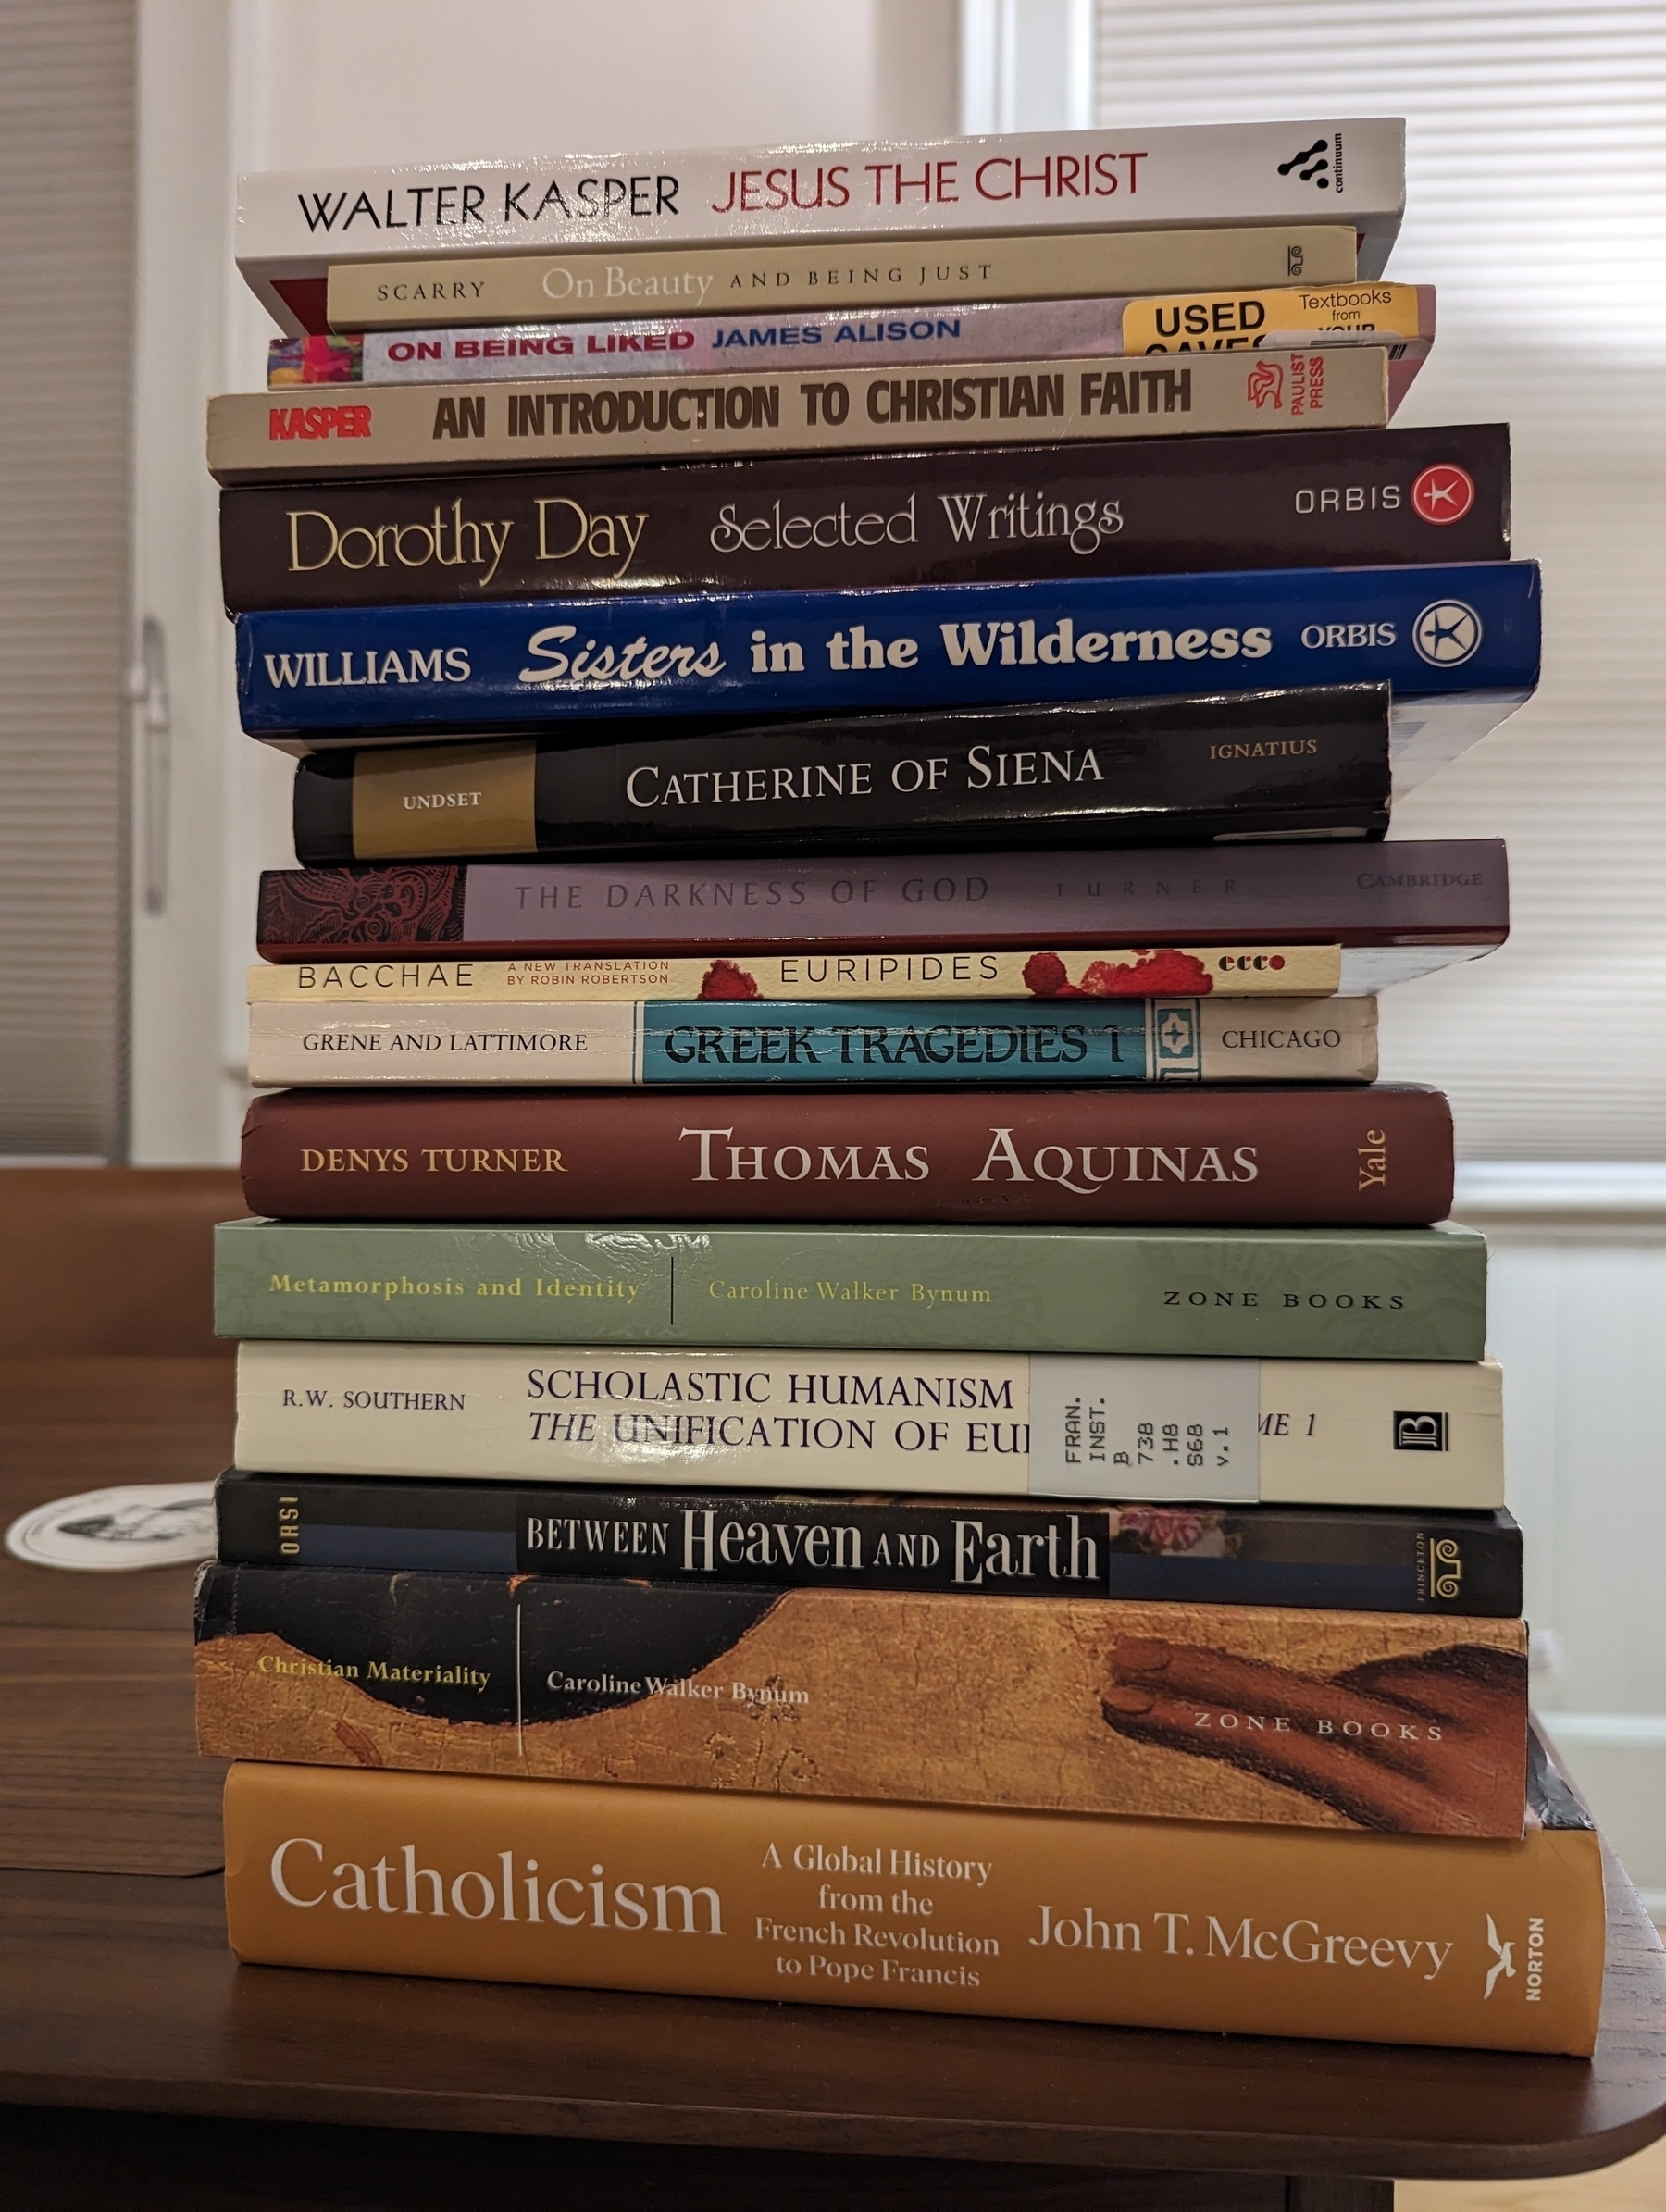 WALTER KASPER JESUS THE CHRIST continuum
SCARRY On Beauty AND BEING JUST
ON BEING LIKED JAMES ALISON USED Textbooks
from
KASPER AN INTRODUCTION TO CHRISTIAN FAITH PAULIST
PRESS
Dorothy Day Selected Writings ORBIS
WILLIAMS Sisters in the Wilderness ORBIS
UNDSET CATHERINE OF SIENA IGNATIUS
THE DARKNESS OF GOD TURNER CAMBRIDGE
BACCHAE A NEW TRANSLATION
BY ROBIN ROBERTSON EURIPIDES ecco
GRENE AND LATTIMORE GREEK TRAGEDIES 1 CHICAGO
DENYS TURNER THOMAS AQUINAS Yale
Metamorphosis and Identity Caroline Walker Bynum ZONE BOOKS
R.W. SOUTHERN SCHOLASTIC HUMANISM
THE UNIFICATION OF EU ME 1
FRAN.
INST.
B
738
.H8
S68
v.1
B
ORSI BETWEEN Heaven AND Earth PRINCETON
Christian Materiality Caroline Walker Bynum ZONE BOOKS
Catholicism A Global History
from the
French Revolution
to Pope Francis John T. McGreevy NORTON